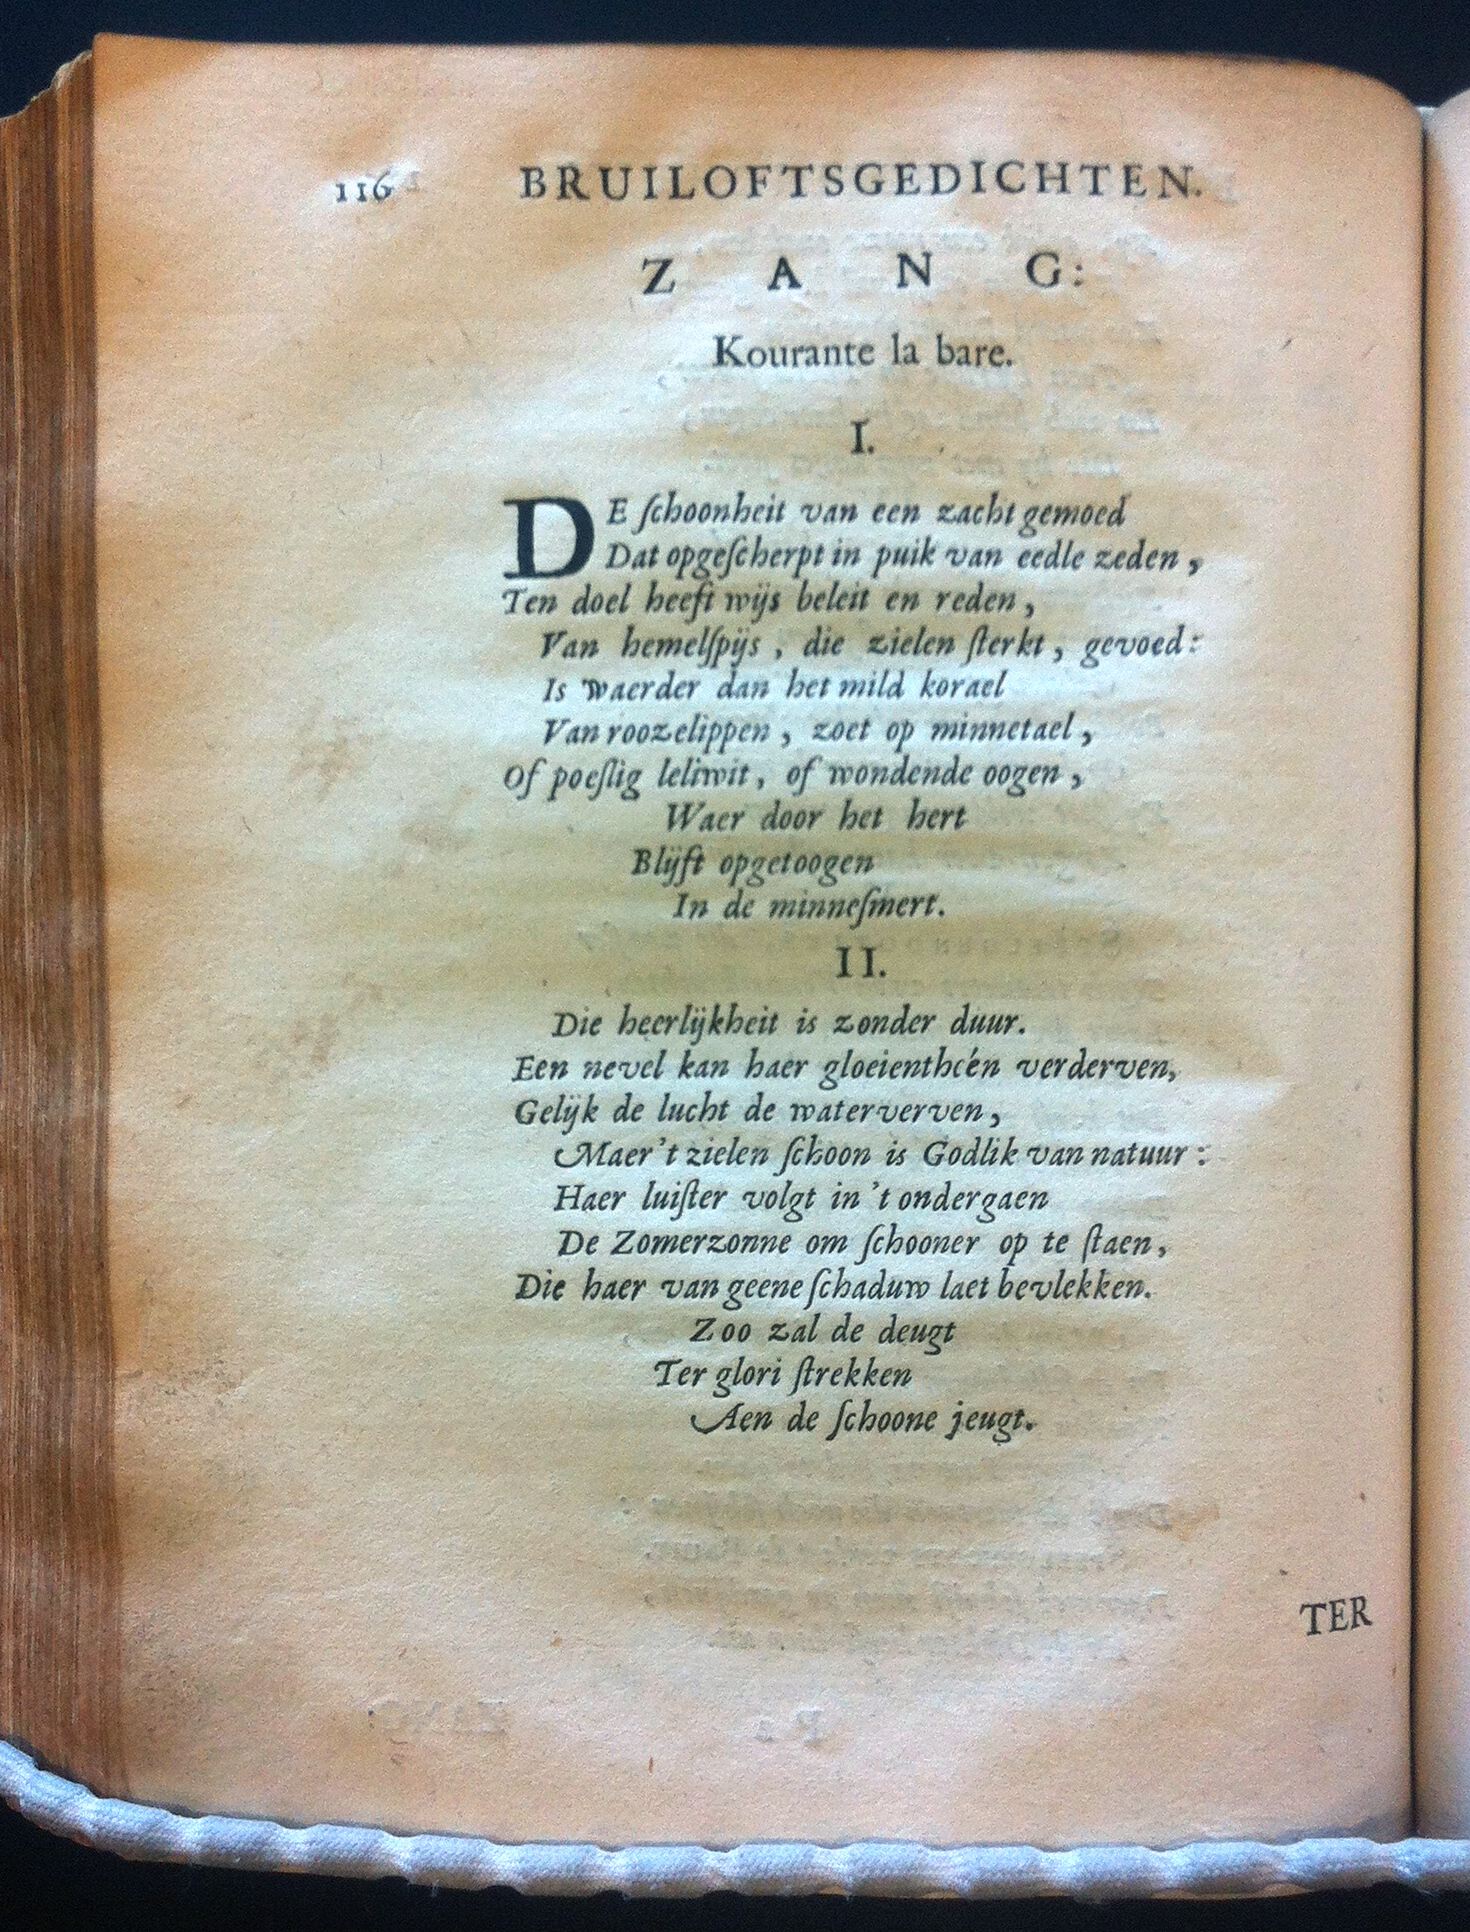 116 BRUILOFTSGEDICHTEN.
Z A N G:
Kourante la bare.
I.
DE ſchoonheit van een zacht gemoed
Dat opgeſcherpt in puik van eedle zeden,
Ten doel heeft wijs beleit en reden,
Van hemelſpijs, die zielen ſterkt, gevoed:
Is waerder dan het mild korael
Van roozelippen, zoet op minnetael,
Of poeſlig leliwit, of wondende oogen,
Waer door het hert
Blijft opgetoogen
In de minneſmert.
II.
Die heerlijkheit is zonder duur.
Een nevel kan haer gloeienthéên verderven,
Gelijk de lucht de waterverven,
Maer 't zielen ſchoon is Godlik van natuur:
Haer luiſter volgt in 't ondergaen
De Zomerzonne om ſchooner op te ſtaen,
Die haer van geene ſchaduw laet bevlekken.
Zoo zal de deugt
Ter glori ſtrekken
Aen de ſchoone jeugt.
TER